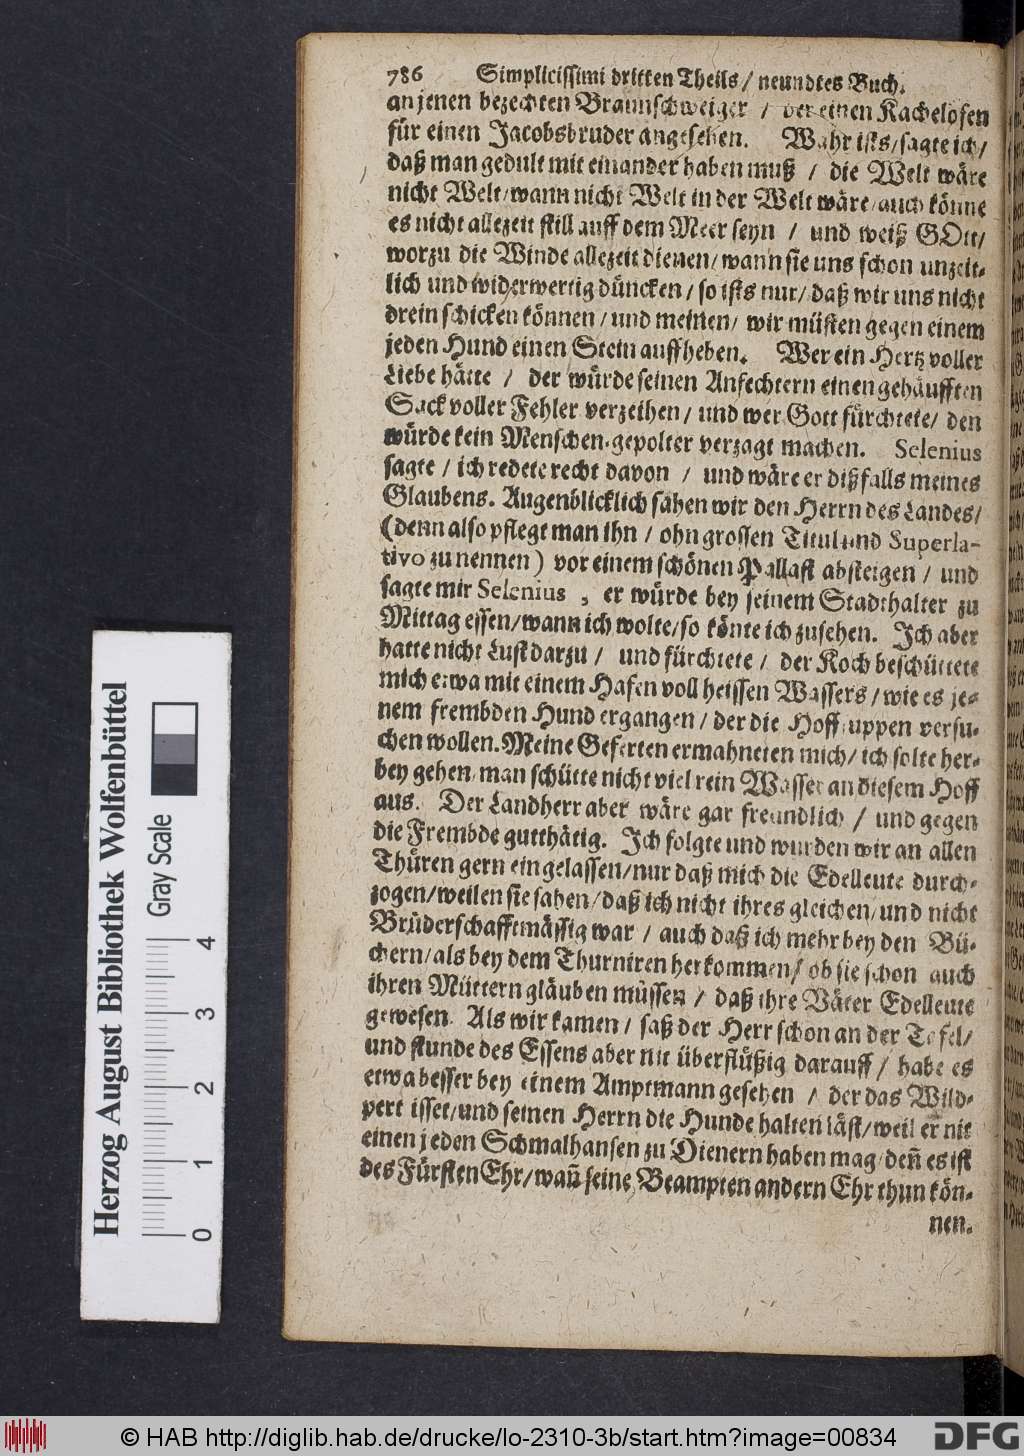 786 Simplicissimi dritten Theils / neundtes Buch.
an jenen bezechten Braunschweiger / der einen Kachelofen
für einen Jacobsbruder angesehen. Wahr ists/sagte ich/
daß man gedult mit einander haben muß / die Welt wäre
nicht Welt/wann nicht Welt in der Welt wäre/auch könne
es nicht allezeit still auff dem Meer seyn / und weiß GOtt/
worzu die Winde allezeit dienen/wann sie uns schon unzeit-
lich und widerwertig düncken/so ists nur/daß wir uns nicht
drein schicken können/und meinen/ wir müsten gegen einem
jeden Hund einen Stein auffheben. Wer ein Hertz voller
Liebe hätte / der würde seinen Anfechtern einen gehäufften
Sack voller Fehler verzeihen/ und wer Gott fürchtete/ den
würde kein Menschen-gepolter verzagt machen. Selenius
sagte / ich redete recht davon / und wäre er dißfalls meines
Glaubens. Augenblicklich sahen wir den Herrn des Landes/
(denn also pflegt man ihn / ohn grossen Titul und Superla-
tivo zu nennen) vor einem schönen Pallast absteigen / und
sagte mir Selenius , er würde bey seinem Stadthalter zu
Mittag essen/wann ich wolte/so könte ich zusehen. Ich aber
hatte nicht Lust darzu / und fürchtete / der Koch beschüttete
mich etwa mit einem Hafen voll heissen Wassers / wie es je-
nem frembden Hund ergangen / der die Hoffsuppen versu-
chen wollen. Meine Geferten ermahneten mich/ ich solte her-
bey gehen/man schütte nicht viel rein Wasser an diesem Hoff
aus. Der Landherr aber wäre gar freundlich / und gegen
die Frembde gutthätig. Ich folgte und wurden wir an allen
Thüren gern eingelassen/nur daß mich die Edelleute durch-
zogen/weilen sie sahen/daß ich nicht ihres gleichen/und nicht
Brüderschafftmässig war / auch daß ich mehr bey den Bü-
chern/als bey dem Thurniren herkommen/ ob sie schon auch
ihren Müttern gläuben müssen / daß ihre Väter Edelleute
gewesen. Als wir kamen / saß der Herr schon an der Tafel/
und stunde des Essens aber nit überflüßig darauff / habe es
etwa besser bey einem Amptmann gesehen / der das Wild-
pert isset/und seinen Herrn die Hunde halten läst/weil er nit
einen jeden Schmalhansen zu Dienern haben mag/deñ es ist
des Fürsten Ehr/wañ seine Beampten andern Ehr thun kön-
nen.
Herzog August Bibliothek Wolfenbüttel
Gray Scale
0 1 2 3 4
© HAB http://diglib.hab.de/drucke/lo-2310-3b/start.htm?image=00834
DFG